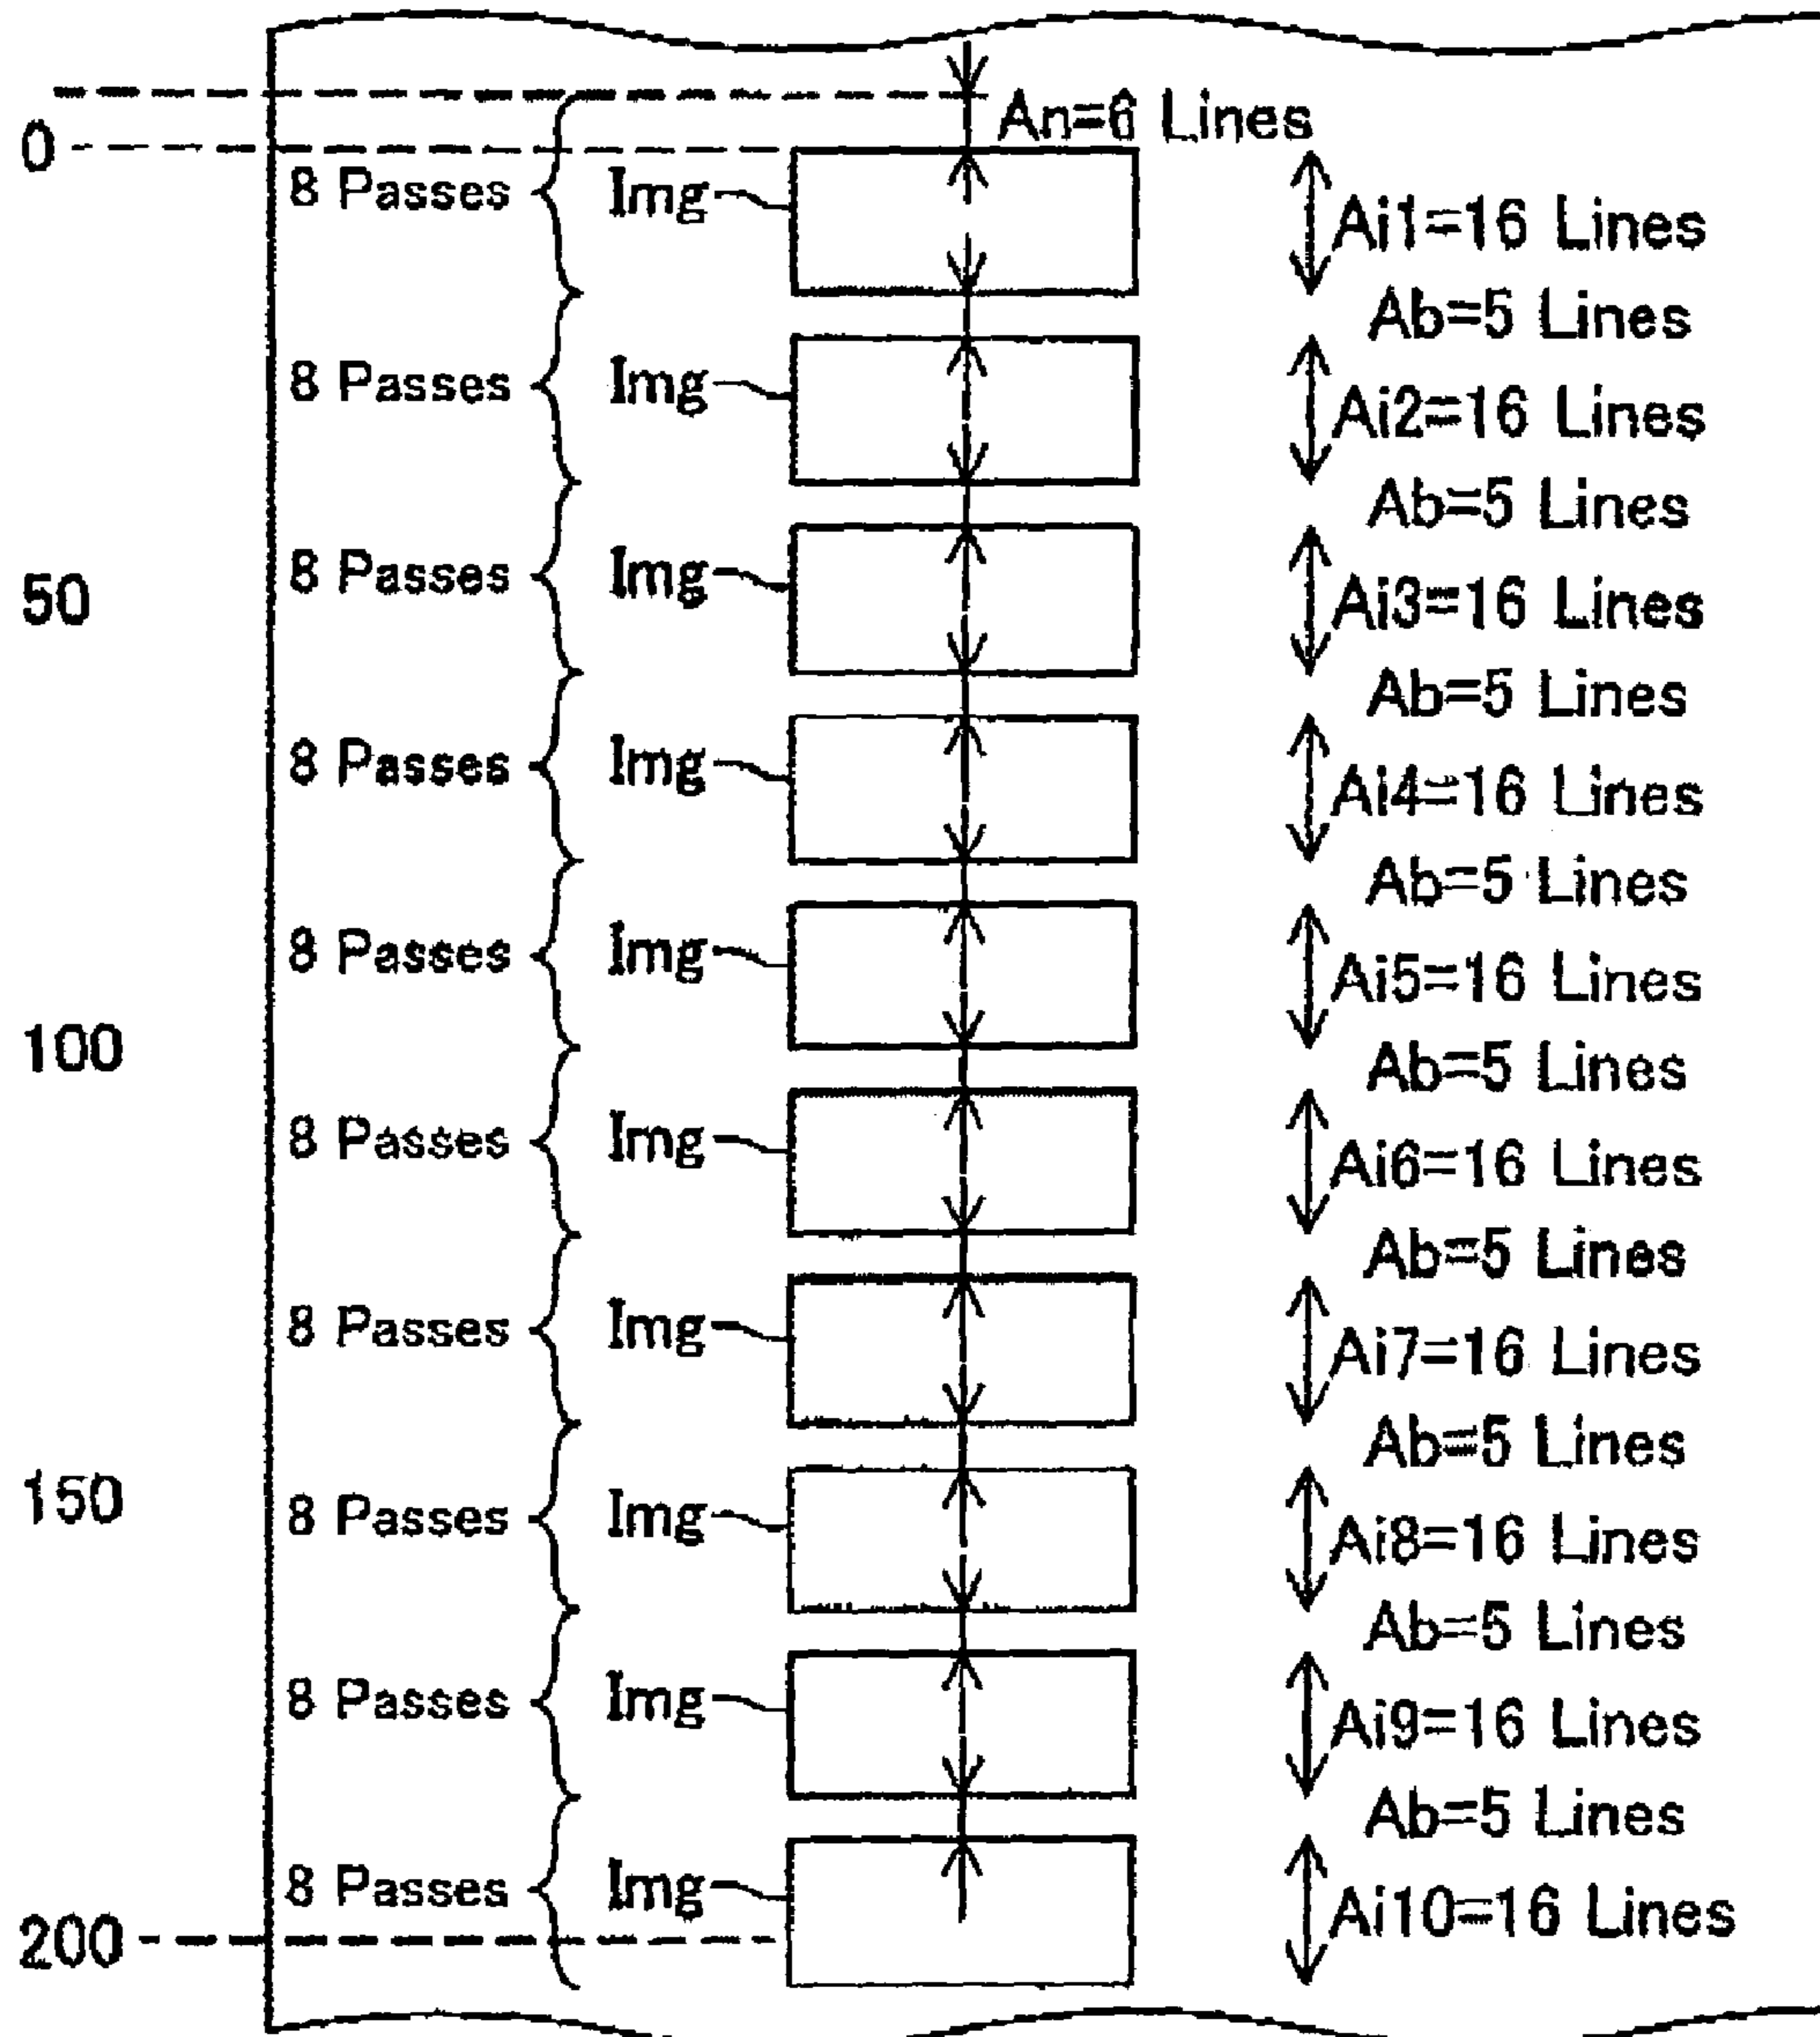 An=6 Lines
0
8 Passes Img Ai1=16 Lines
Ab=5 Lines
8 Passes Img Ai2=16 Lines
Ab=5 Lines
50 8 Passes Img Ai3=16 Lines
Ab=5 Lines
8 Passes Img Ai4=16 Lines
Ab=5 Lines
8 Passes Img Ai5=16 Lines
100 Ab=5 Lines
8 Passes Img Ai6=16 Lines
Ab=5 Lines
8 Passes Img Ai7=16 Lines
Ab=5 Lines
150 8 Passes Img Ai8=16 Lines
Ab=5 Lines
8 Passes Img Ai9=16 Lines
Ab=5 Lines
8 Passes Img Ai10=16 Lines
200